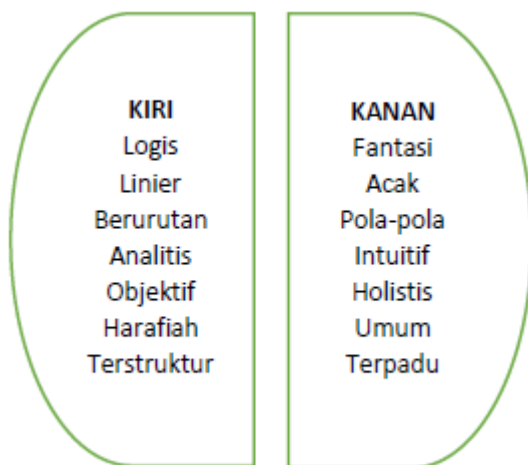 KIRI
Logis
Linier
Berurutan
Analitis
Objektif
Harafiah
Terstruktur
KANAN
Fantasi
Acak
Pola-pola
Intuitif
Holistis
Umum
Terpadu